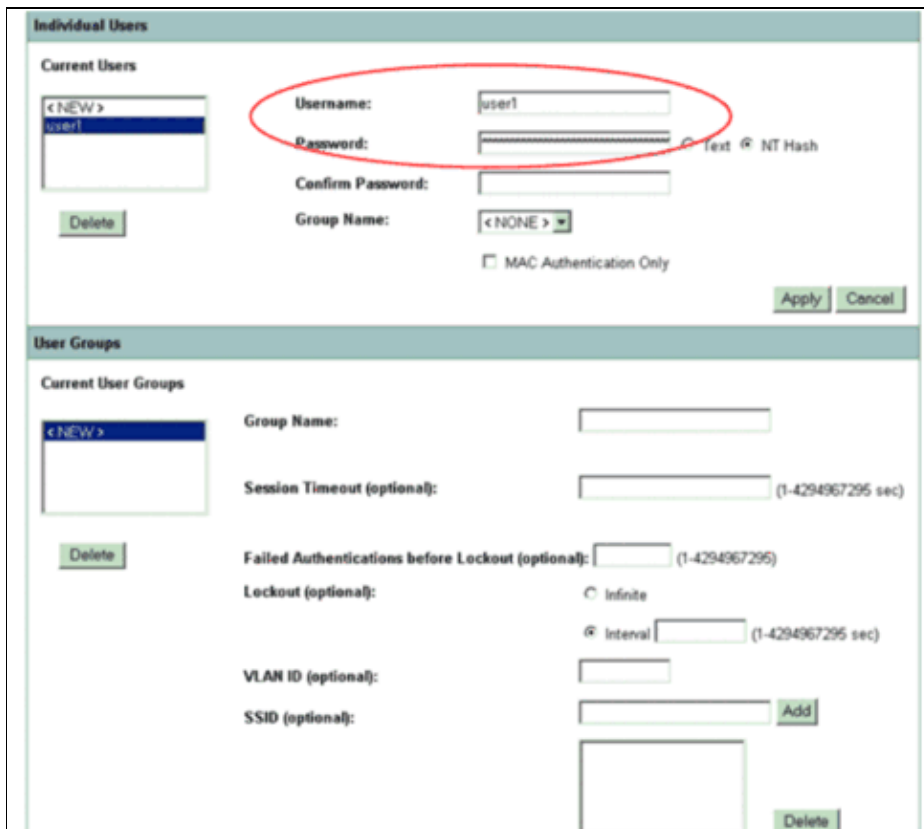 Individual Users
Current Users
< NEW >
user1
Delete
Username:
user1
Password:
Text
NT Hash
Confirm Password:
Group Name:
< NONE >
MAC Authentication Only
Apply
Cancel
User Groups
Current User Groups
< NEW >
Delete
Group Name:
Session Timeout (optional):
(1-4294967295 sec)
Failed Authentications before Lockout (optional):
(1-4294967295)
Lockout (optional):
Infinite
Interval
(1-4294967295 sec)
VLAN ID (optional):
SSID (optional):
Add
Delete